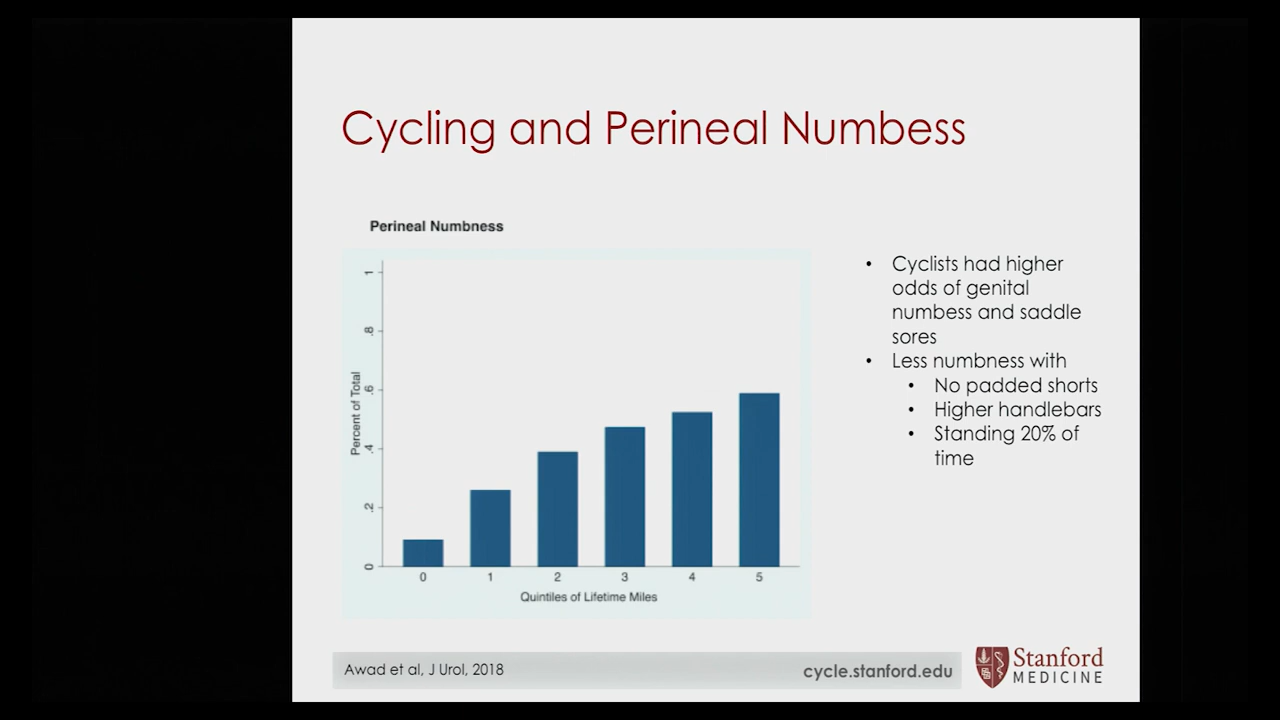 Cycling and Perineal Numbess
Perineal Numbness
1
.8
.6
.4
.2
0
Percent of Total
0 1 2 3 4 5
Quintiles of Lifetime Miles
• Cyclists had higher
odds of genital
numbess and saddle
sores
• Less numbness with
• No padded shorts
• Higher handlebars
• Standing 20% of
time
Awad et al, J Urol, 2018
cycle.stanford.edu
Stanford
MEDICINE